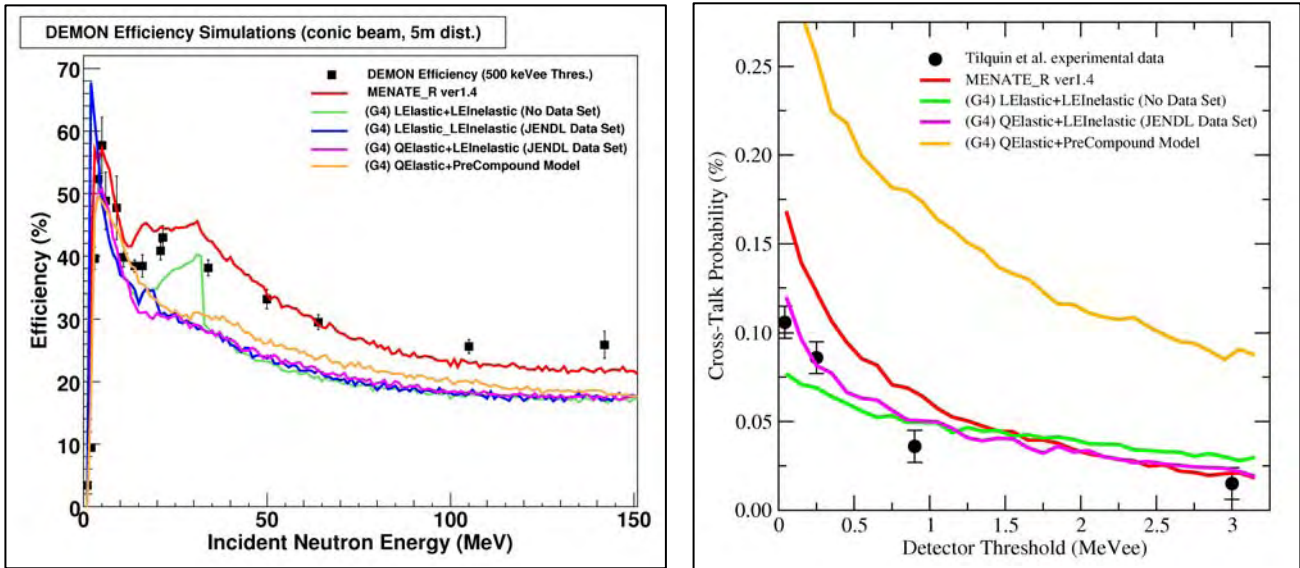 DEMON Efficiency Simulations (conic beam, 5m dist.)
DEMON Efficiency (500 keVee Thres.)
MENATE_R ver1.4
(G4) LElastic+LEInelastic (No Data Set)
(G4) LElastic_LEInelastic (JENDL Data Set)
(G4) QElastic+LEInelastic (JENDL Data Set)
(G4) QElastic+PreCompound Model
Efficiency (%)
70
60
50
40
30
20
10
0
0
50
100
150
Incident Neutron Energy (MeV)
Tilquin et al. experimental data
MENATE_R ver1.4
(G4) LElastic+LEInelastic (No Data Set)
(G4) QElastic+LEInelastic (JENDL Data Set)
(G4) QElastic+PreCompound Model
Cross-Talk Probability (%)
0.25
0.20
0.15
0.10
0.05
0.00
0
0.5
1
1.5
2
2.5
3
Detector Threshold (MeVee)